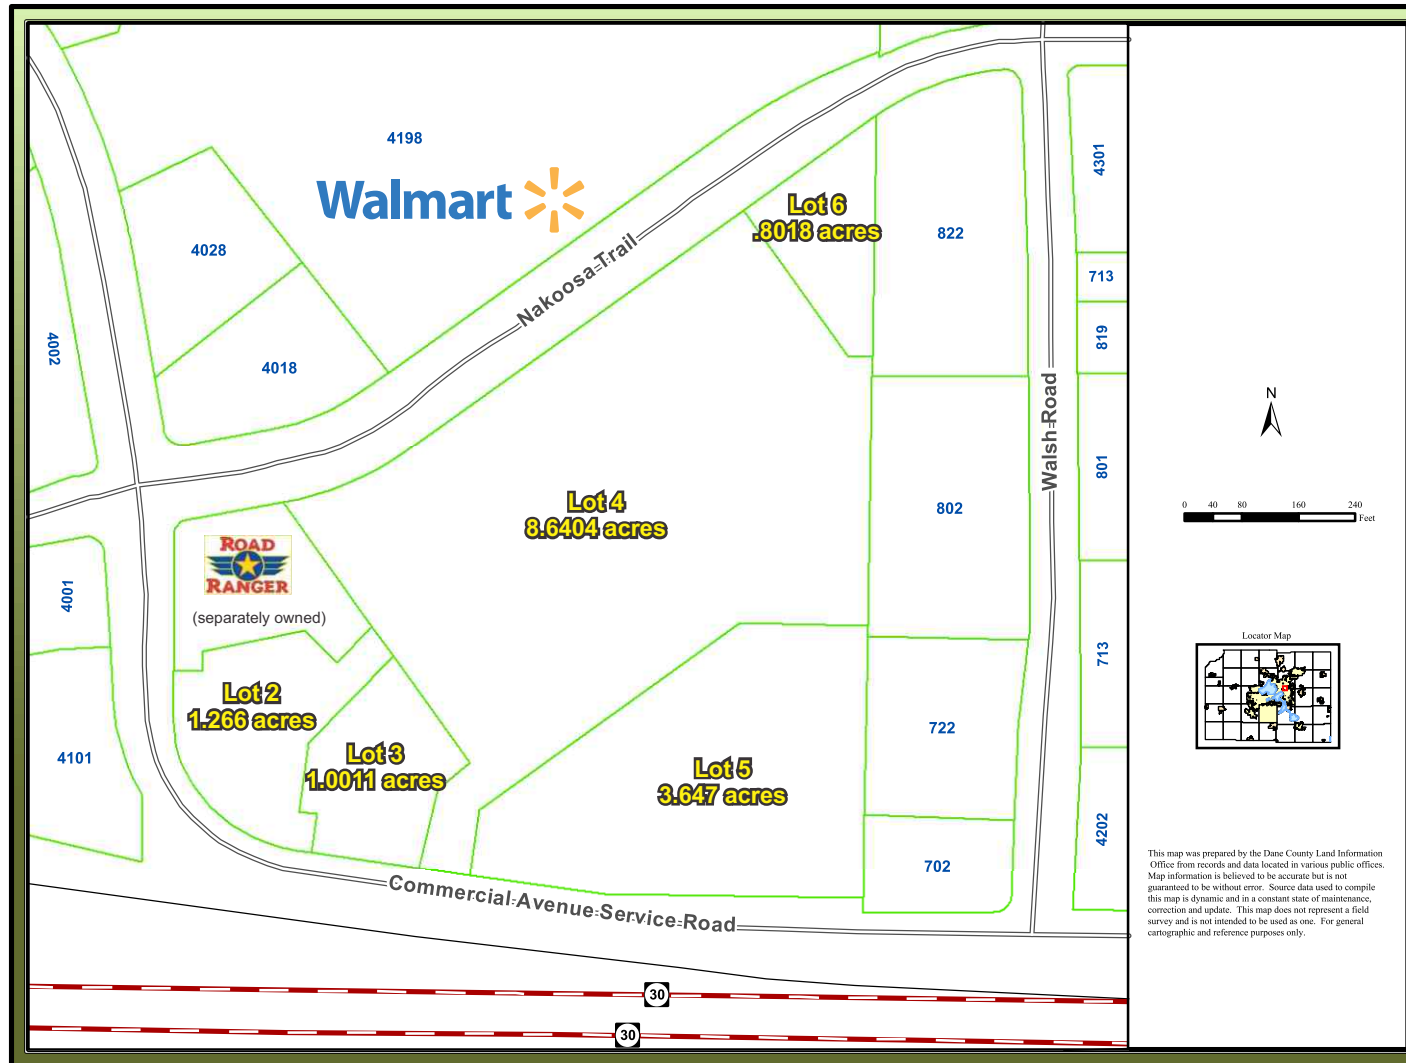 4198
Walmart
4301
Lot 6
.8018 acres
822
4028
Nakoosa Trail
713
819
4002
4018
N
Walsh Road
801
Lot 4
8.6404 acres
802
0 40 80 160 240
Feet
ROAD
RANGER
(separately owned)
4001
713
Locator Map
Lot 2
1.266 acres
722
Lot 3
1.0011 acres
4101
Lot 5
3.647 acres
4202
702
Commercial Avenue Service Road
This map was prepared by the Dane County Land Information
Office from records and data located in various public offices.
Map information is believed to be accurate but is not
guaranteed to be without error. Source data used to compile
this map is dynamic and in a constant state of maintenance,
correction and update. This map does not represent a field
survey and is not intended to be used as one. For general
cartographic and reference purposes only.
30
30